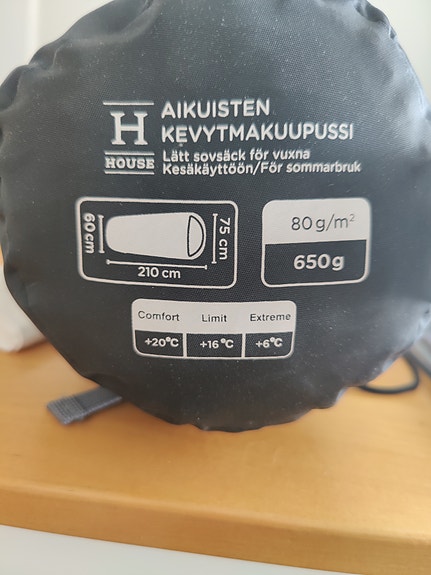 H
HOUSE
AIKUISTEN
KEVYTMAKUUPUSSI
Lätt sovsäck för vuxna
Kesäkäyttöön/För sommarbruk
60 cm
75 cm
210 cm
80 g/m²
650 g
Comfort Limit Extreme
+20°C +16°C +6°C